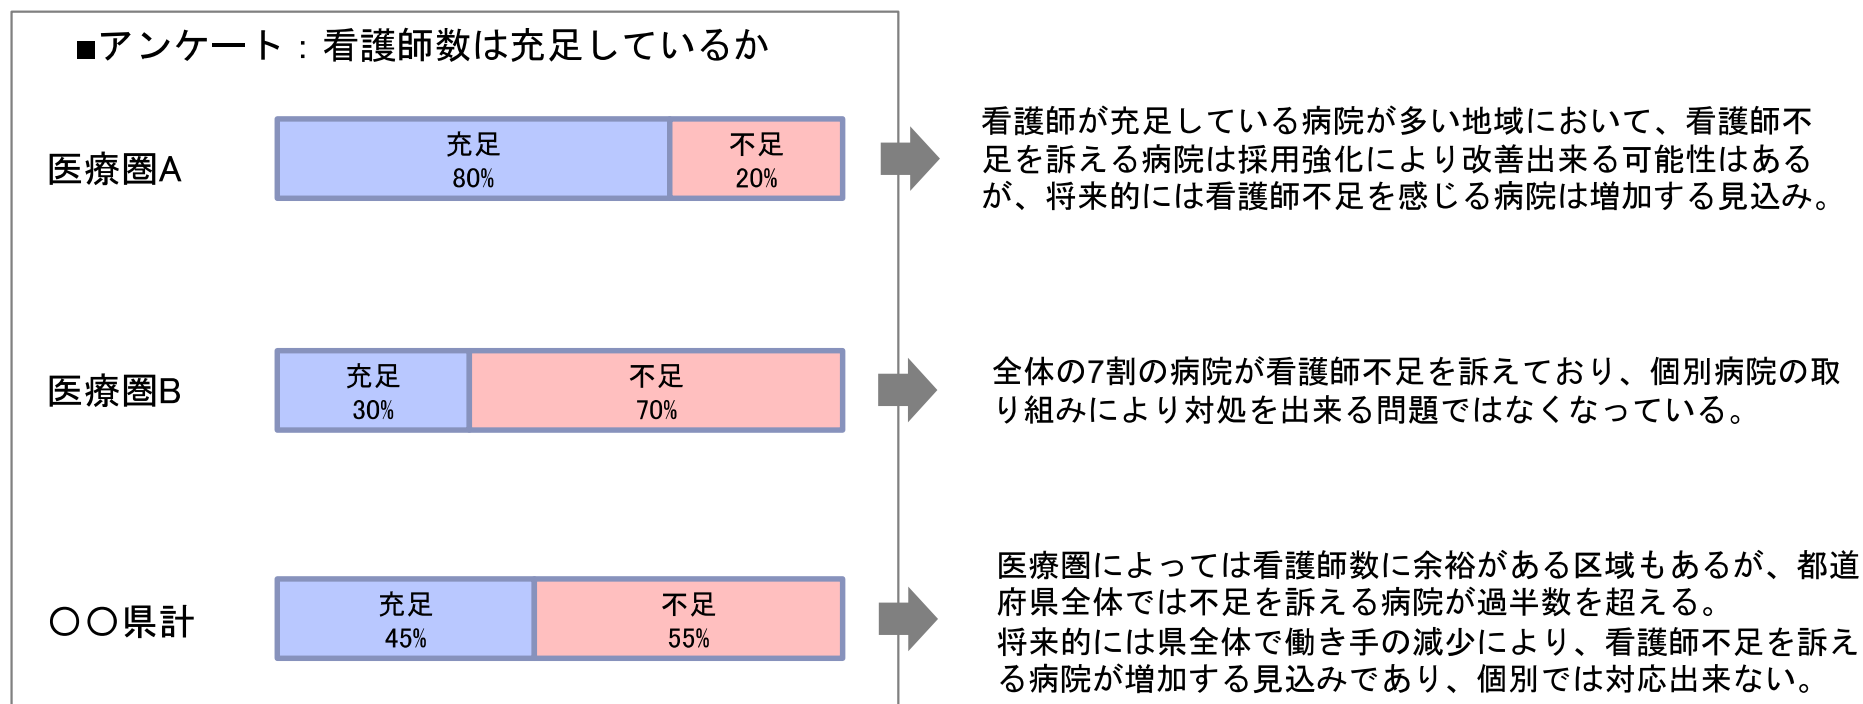 ■アンケート：看護師数は充足しているか
医療圏A
充足
80%
不足
20%
看護師が充足している病院が多い地域において、看護師不
足を訴える病院は採用強化により改善出来る可能性はある
が、将来的には看護師不足を感じる病院は増加する見込み。
医療圏B
充足
30%
不足
70%
全体の7割の病院が看護師不足を訴えており、個別病院の取
り組みにより対処を出来る問題ではなくなっている。
〇〇県計
充足
45%
不足
55%
医療圏によっては看護師数に余裕がある区域もあるが、都道
府県全体では不足を訴える病院が過半数を超える。
将来的には県全体で働き手の減少により、看護師不足を訴え
る病院が増加する見込みであり、個別では対応出来ない。